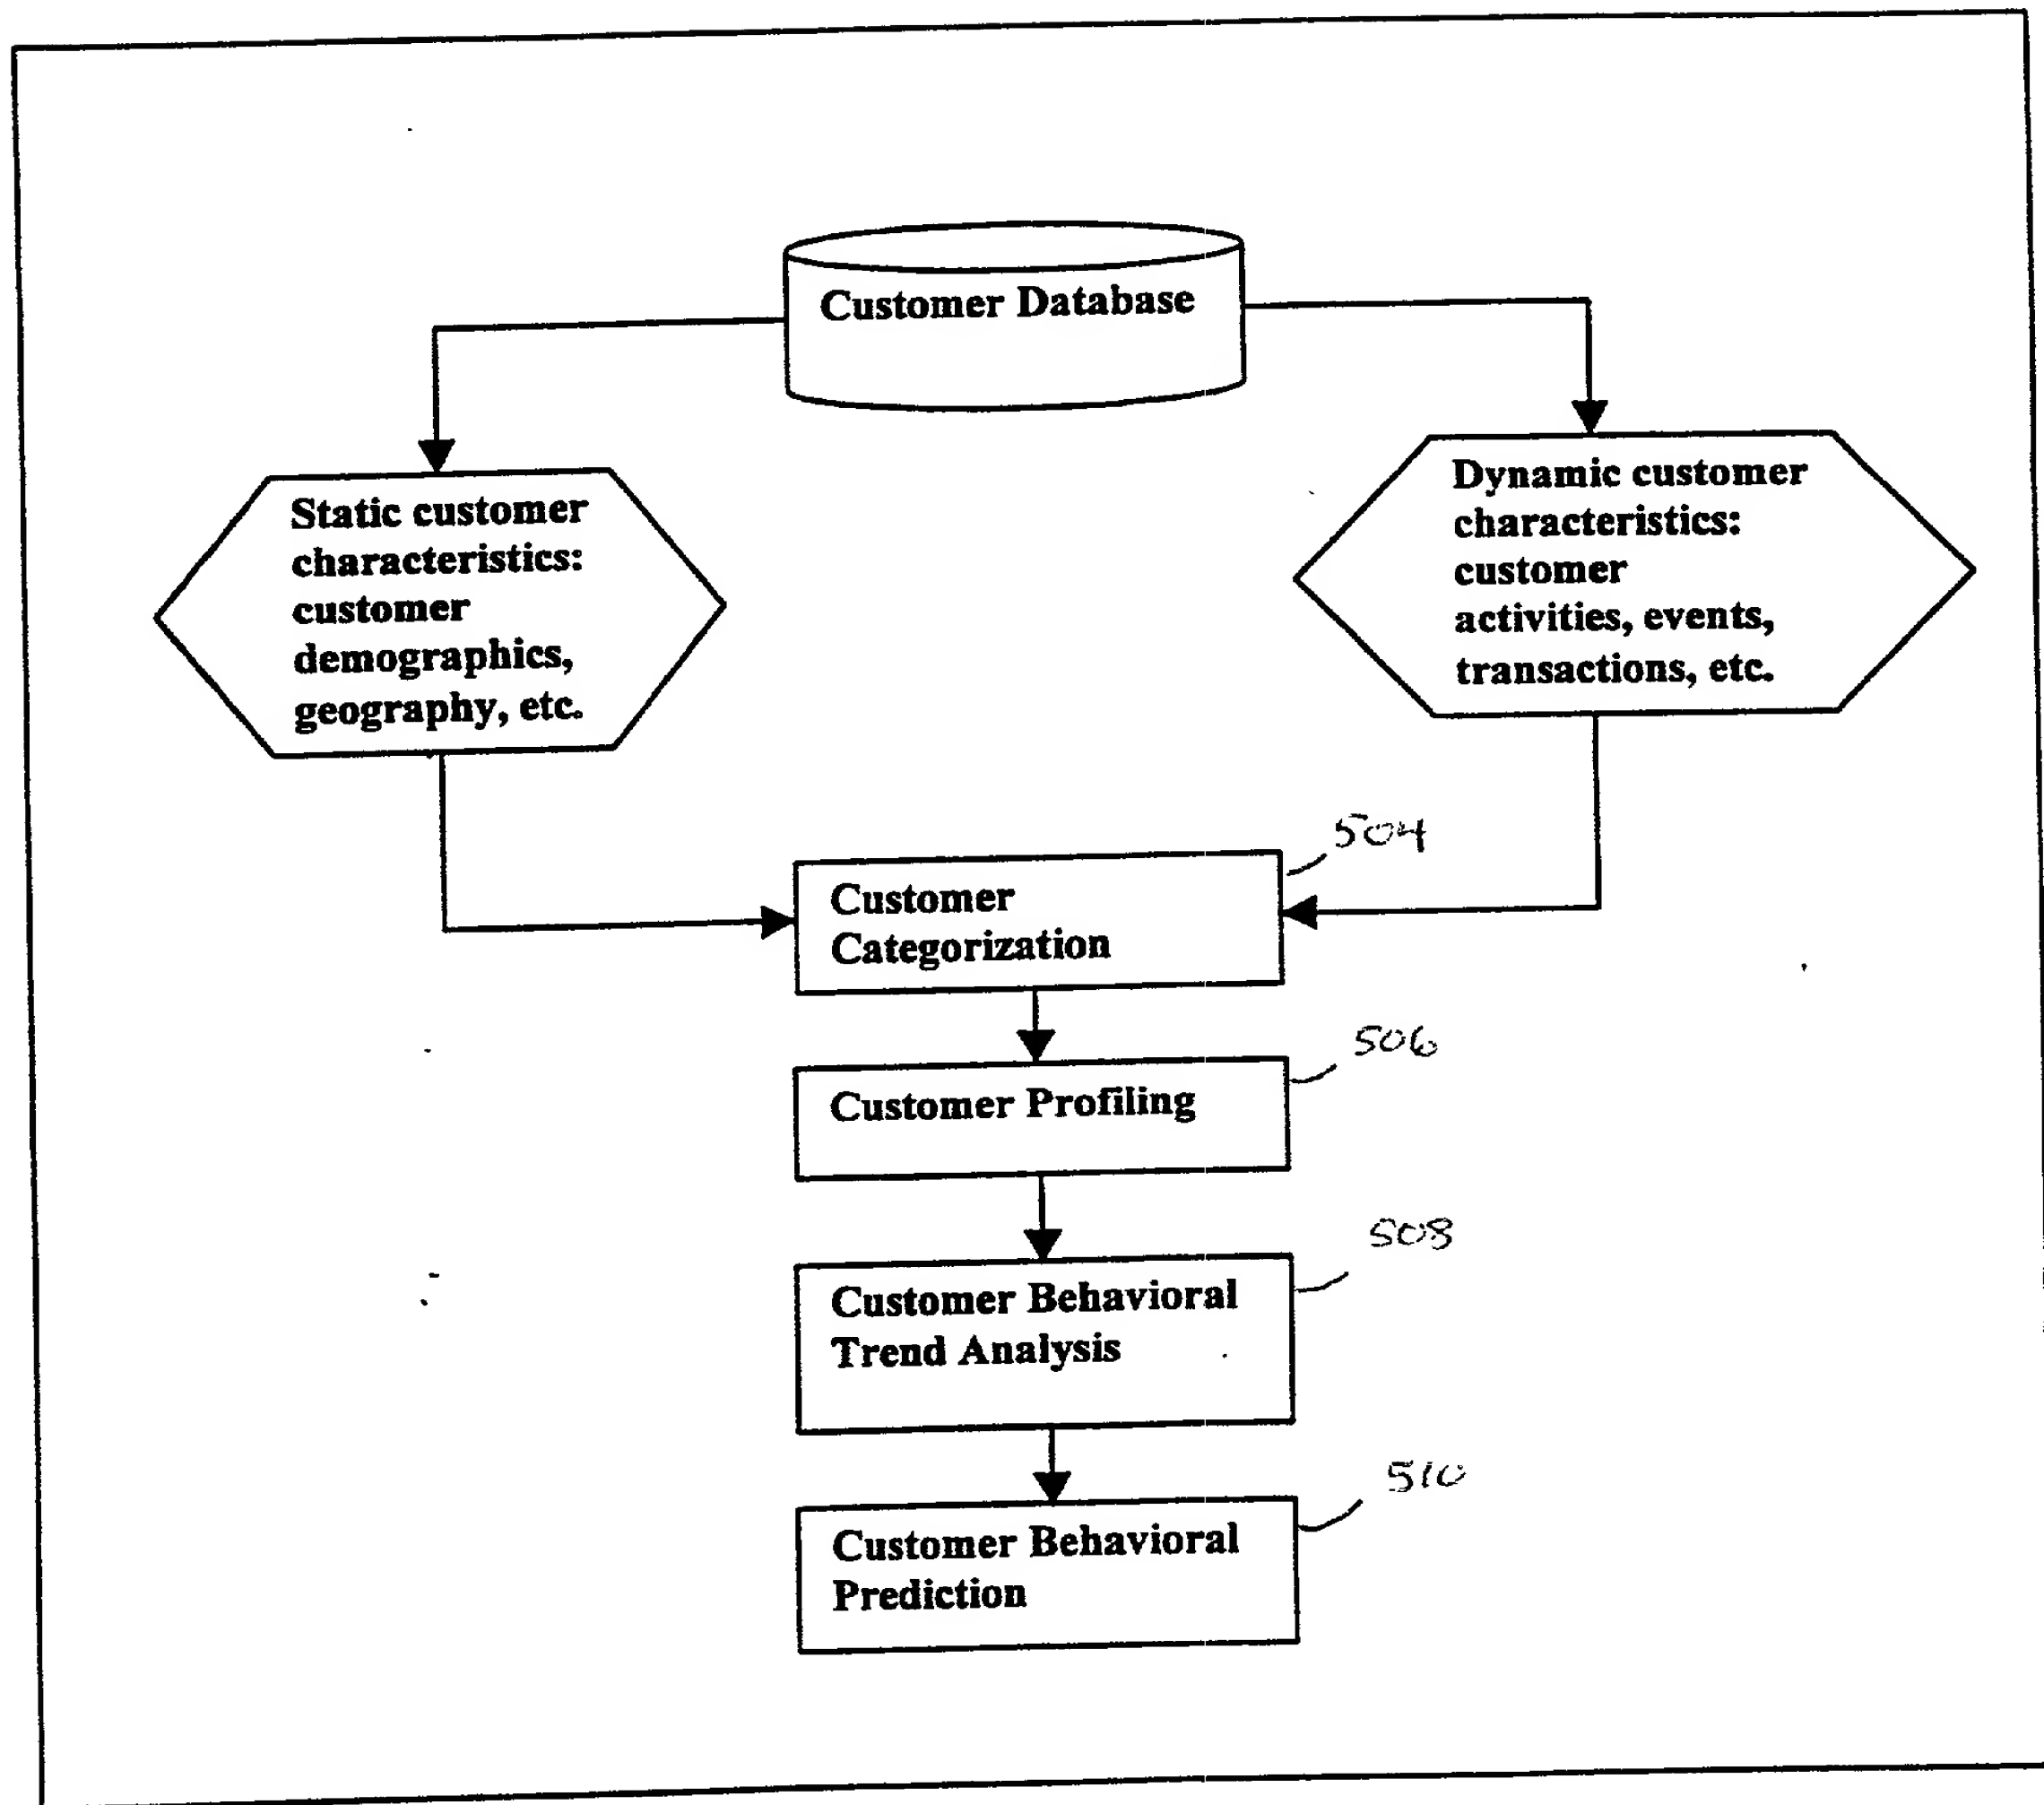 Customer Database
Static customer
characteristics:
customer
demographics,
geography, etc.
Dynamic customer
characteristics:
customer
activities, events,
transactions, etc.
504
Customer
Categorization
506
Customer Profiling
508
Customer Behavioral
Trend Analysis
510
Customer Behavioral
Prediction